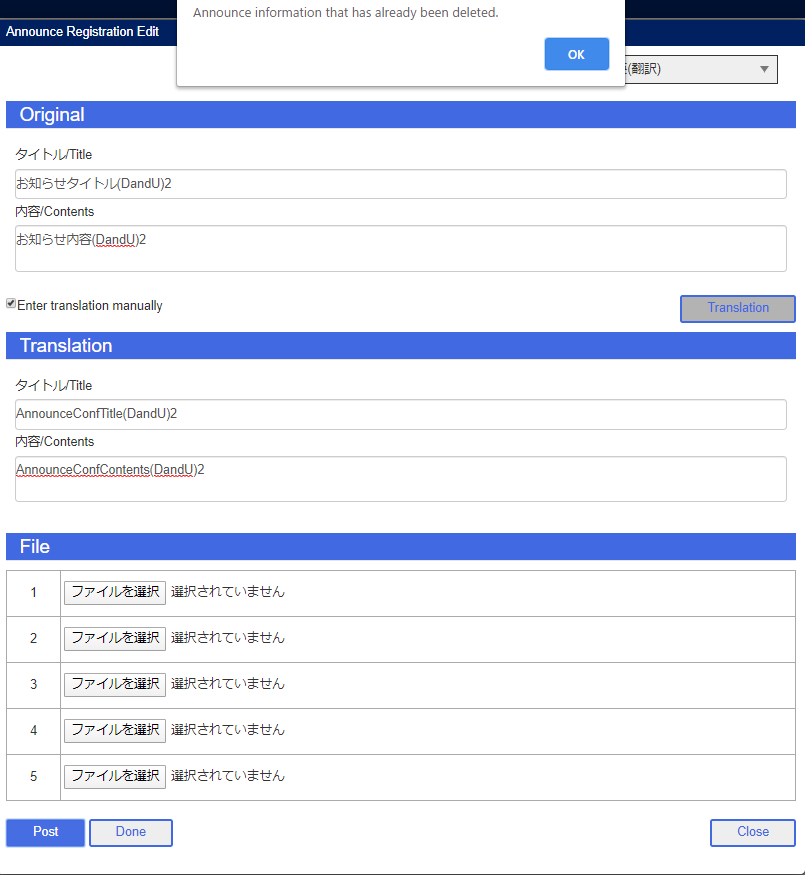 Announce information that has already been deleted.
OK
Announce Registration Edit
(翻訳)
Original
タイトル/Title
お知らせタイトル(DandU)2
内容/Contents
お知らせ内容(DandU)2
Enter translation manually
Translation
Translation
タイトル/Title
AnnounceConfTitle(DandU)2
内容/Contents
AnnounceConfContents(DandU)2
File
1 ファイルを選択 選択されていません
2 ファイルを選択 選択されていません
3 ファイルを選択 選択されていません
4 ファイルを選択 選択されていません
5 ファイルを選択 選択されていません
Post Done Close